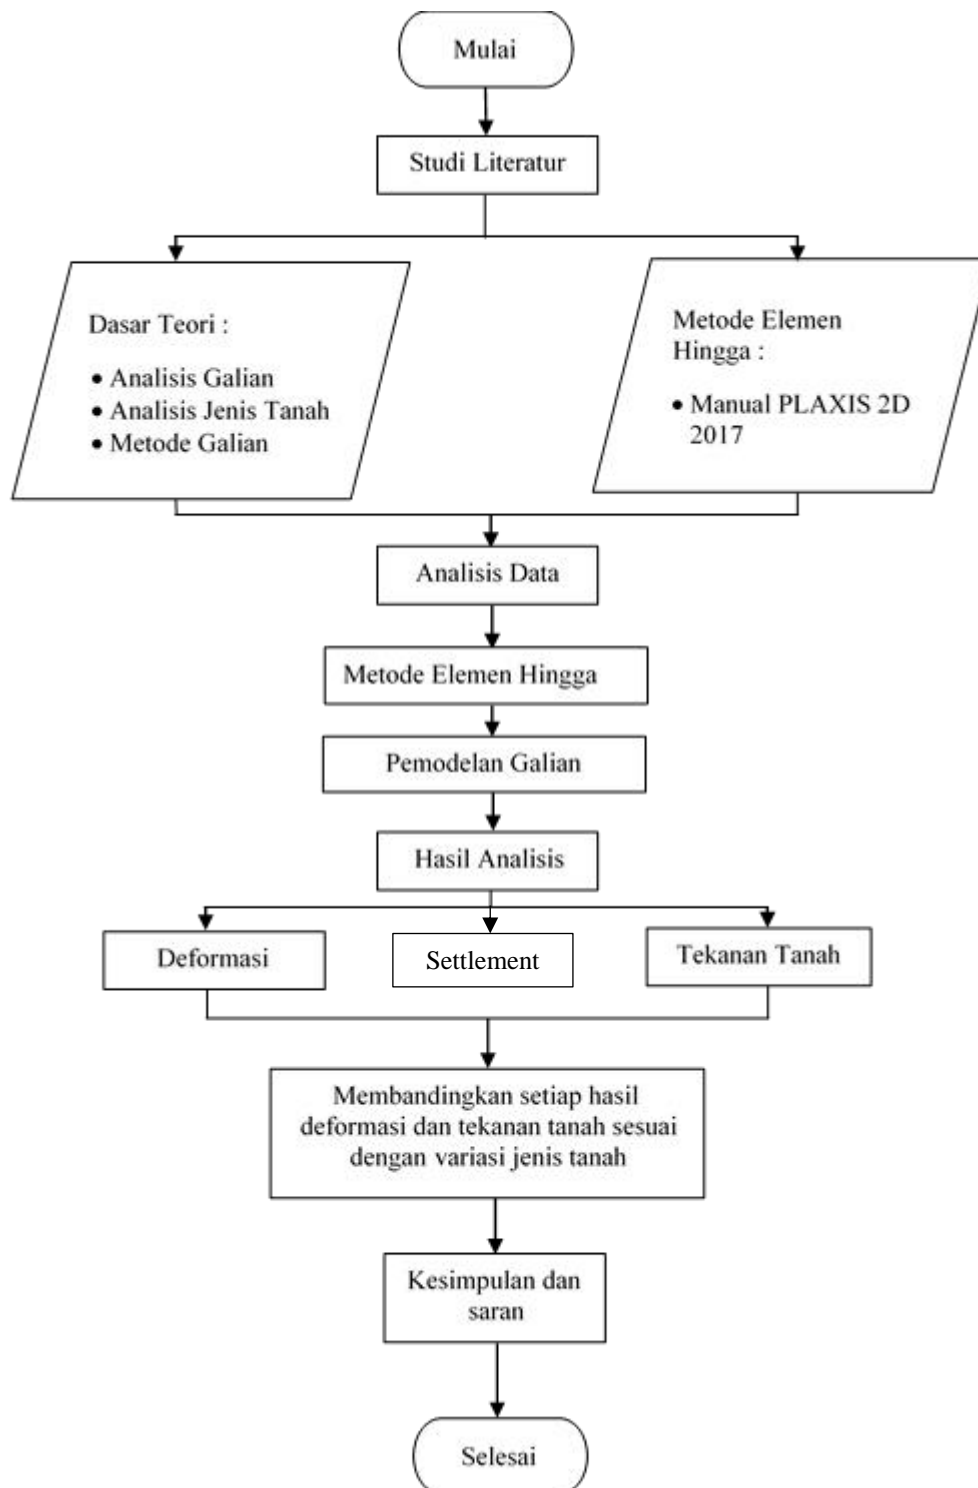 Mulai
Studi Literatur
Dasar Teori :
• Analisis Galian
• Analisis Jenis Tanah
• Metode Galian
Metode Elemen
Hingga :
• Manual PLAXIS 2D
2017
Analisis Data
Metode Elemen Hingga
Pemodelan Galian
Hasil Analisis
Deformasi
Settlement
Tekanan Tanah
Membandingkan setiap hasil
deformasi dan tekanan tanah sesuai
dengan variasi jenis tanah
Kesimpulan dan
saran
Selesai